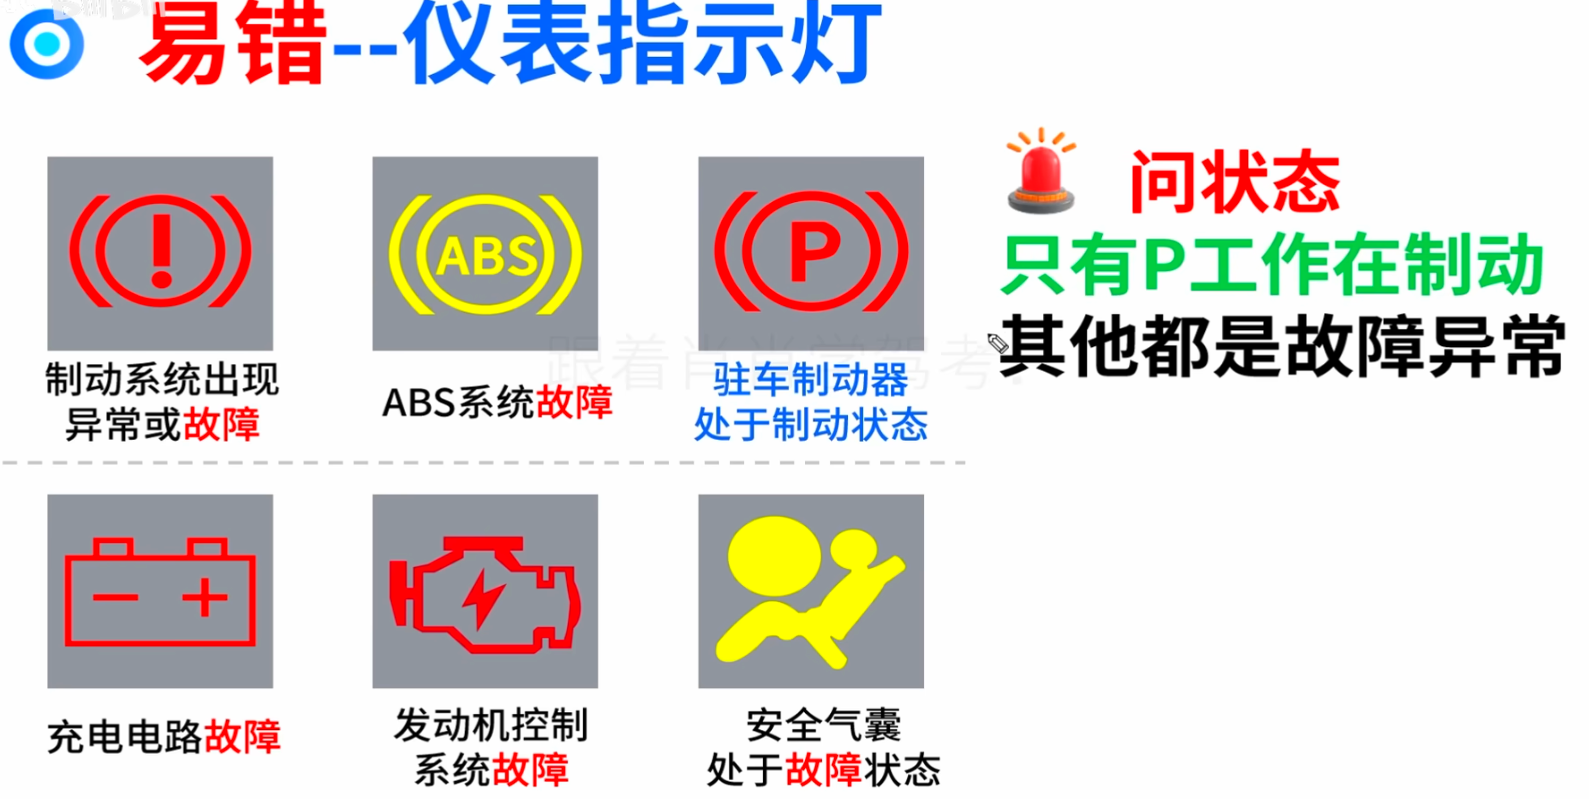 易错--仪表指示灯
问状态
只有P工作在制动
其他都是故障异常
ABS
P
制动系统出现
异常或故障
ABS系统故障
驻车制动器
处于制动状态
跟着肖肖学驾考!
充电电路故障
发动机控制
系统故障
安全气囊
处于故障状态